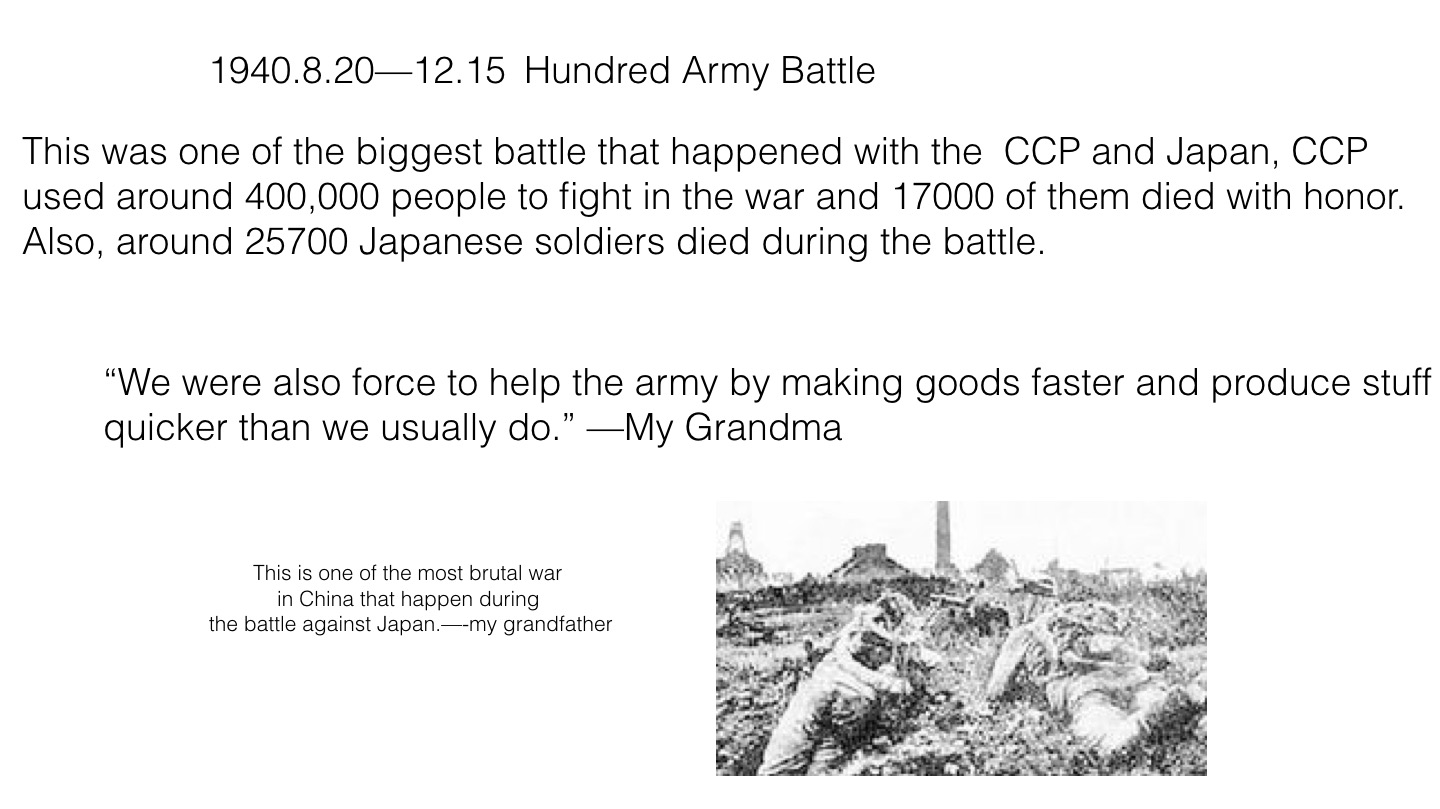 1940.8.20—12.15 Hundred Army Battle
This was one of the biggest battle that happened with the CCP and Japan, CCP
used around 400,000 people to fight in the war and 17000 of them died with honor.
Also, around 25700 Japanese soldiers died during the battle.
“We were also force to help the army by making goods faster and produce stuff
quicker than we usually do.” —My Grandma
This is one of the most brutal war
in China that happen during
the battle against Japan.—-my grandfather